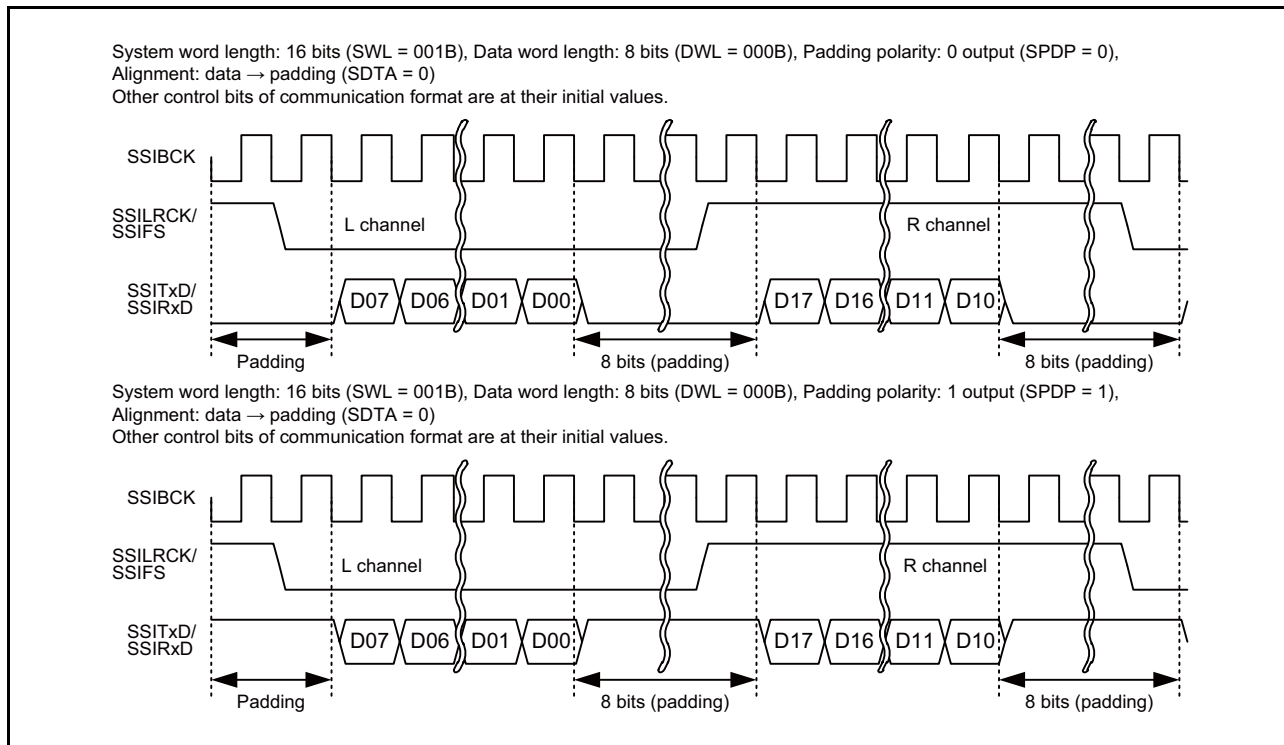 System word length: 16 bits (SWL = 001B), Data word length: 8 bits (DWL = 000B), Padding polarity: 0 output (SPDP = 0),
Alignment: data → padding (SDTA = 0)
Other control bits of communication format are at their initial values.
SSIBCK
SSILRCK/
SSIFS
L channel
R channel
SSITxD/
SSIRxD
D07 D06 D01 D00 D17 D16 D11 D10
Padding 8 bits (padding) 8 bits (padding)
System word length: 16 bits (SWL = 001B), Data word length: 8 bits (DWL = 000B), Padding polarity: 1 output (SPDP = 1),
Alignment: data → padding (SDTA = 0)
Other control bits of communication format are at their initial values.
SSIBCK
SSILRCK/
SSIFS
L channel
R channel
SSITxD/
SSIRxD
D07 D06 D01 D00 D17 D16 D11 D10
Padding 8 bits (padding) 8 bits (padding)